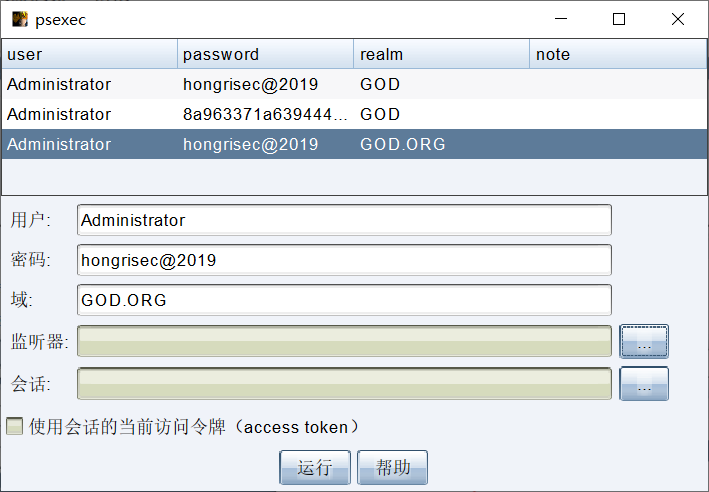 psexec
user password realm note
Administrator hongrisec@2019 GOD
Administrator 8a963371a639444... GOD
Administrator hongrisec@2019 GOD.ORG
用户: Administrator
密码: hongrisec@2019
域: GOD.ORG
监听器: ...
会话: ...
使用会话的当前访问令牌（access token）
运行 帮助